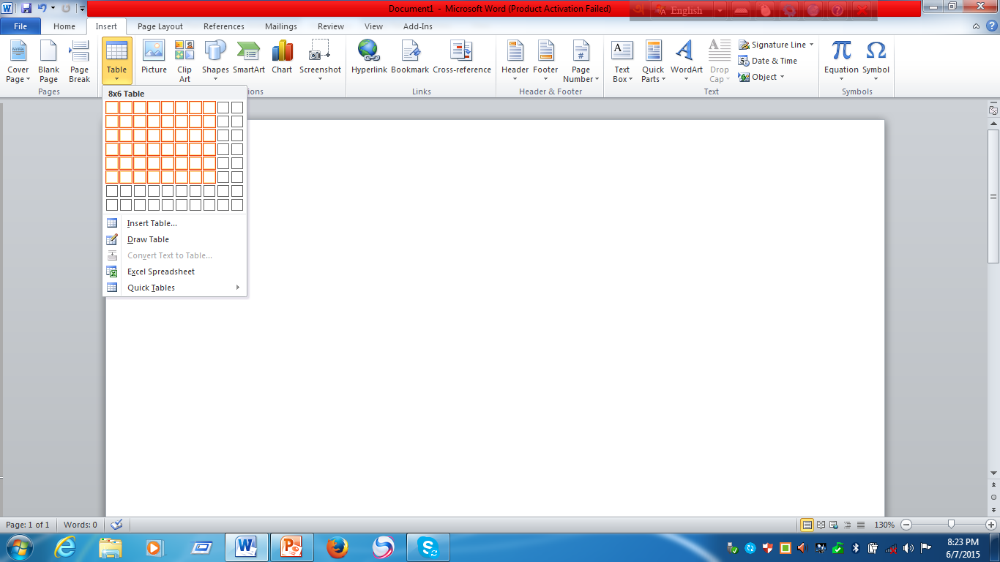 Document1 - Microsoft Word (Product Activation Failed)
English
File Home Insert Page Layout References Mailings Review View Add-Ins
Cover Page
Blank Page
Page Break
Table
Picture
Clip Art
Shapes
SmartArt
Chart
Screenshot
Hyperlink
Bookmark
Cross-reference
Header
Footer
Page Number
Text Box
Quick Parts
WordArt
Drop Cap
Signature Line
Date & Time
Object
Equation
Symbol
Pages
Links
Header & Footer
Text
Symbols
8x6 Table
Insert Table...
Draw Table
Convert Text to Table...
Excel Spreadsheet
Quick Tables
Page: 1 of 1 Words: 0 130%
8:23 PM
6/7/2015